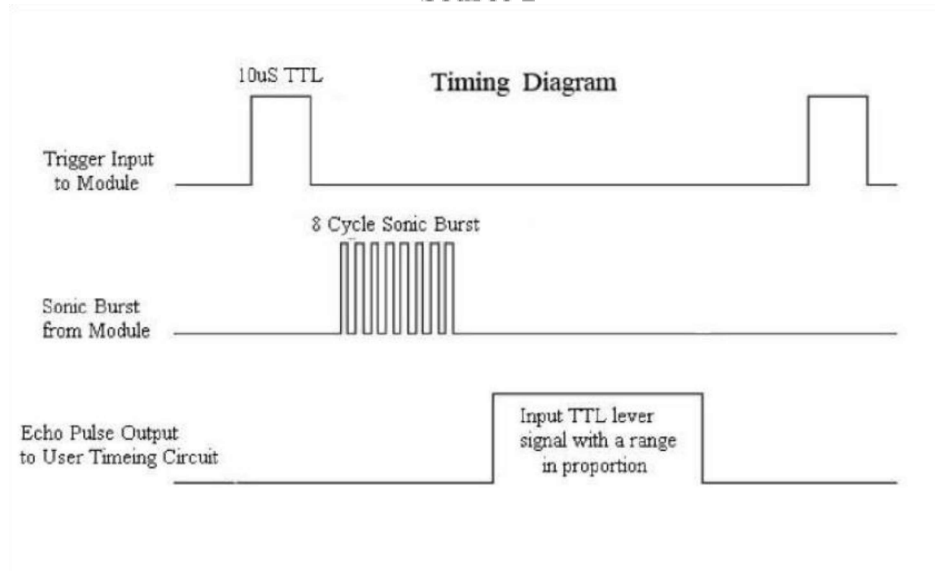 10uS TTL
Timing Diagram
Trigger Input
to Module
8 Cycle Sonic Burst
Sonic Burst
from Module
Echo Pulse Output
to User Timeing Circuit
Input TTL lever
signal with a range
in proportion